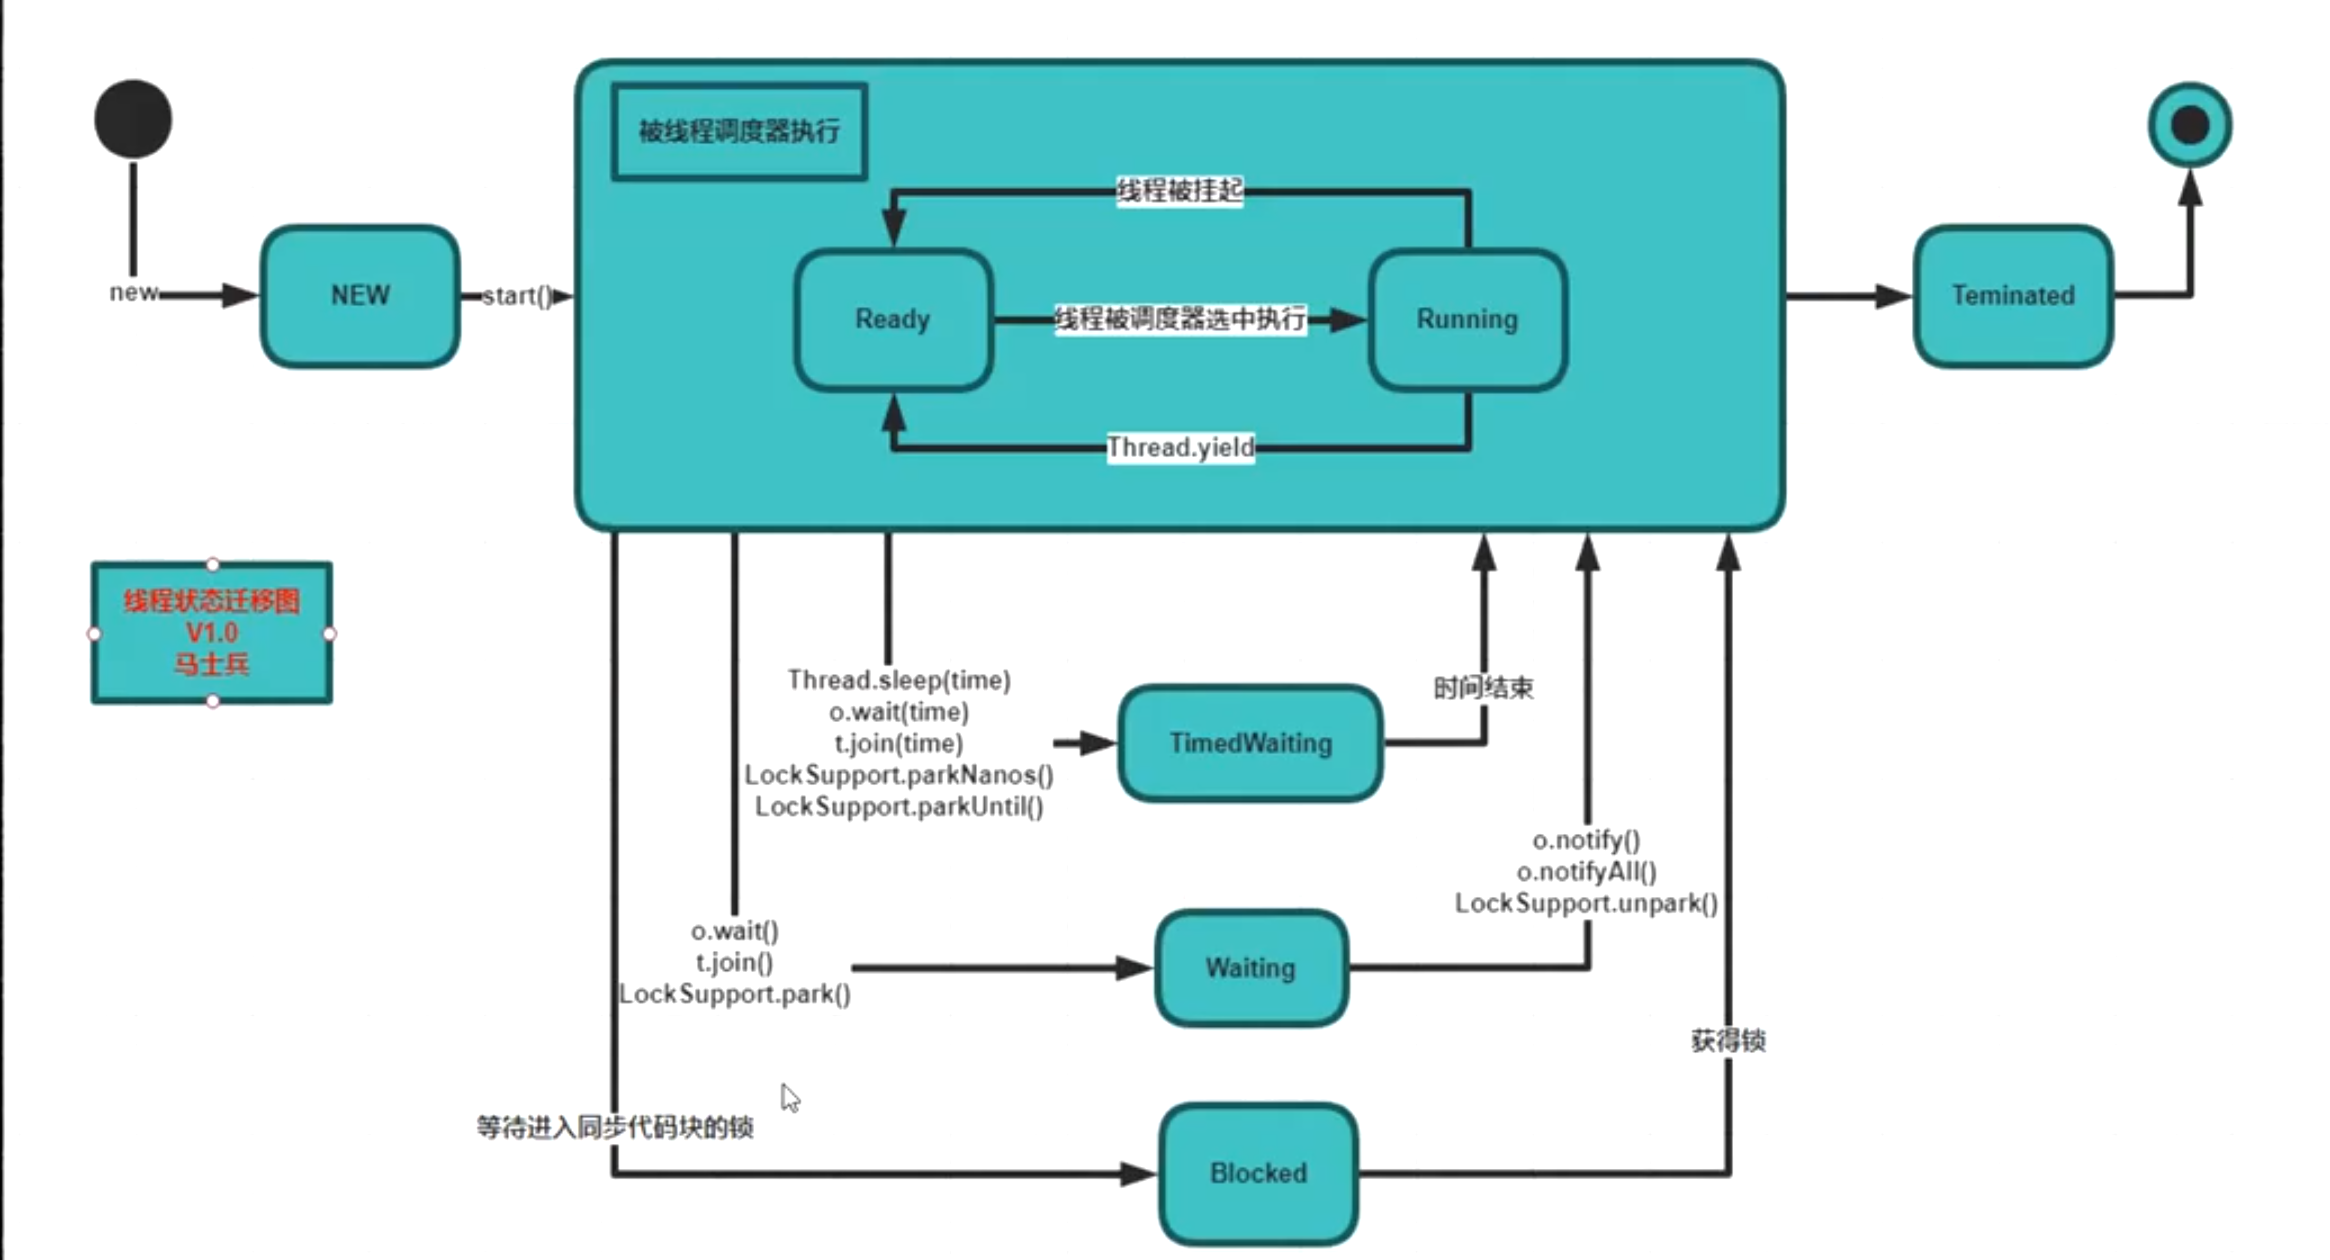 被线程调度器执行
线程被挂起
new
NEW
start()
Ready
线程被调度器选中执行
Running
Teminated
Thread.yield
线程状态迁移图
V1.0
马士兵
Thread.sleep(time)
o.wait(time)
t.join(time)
LockSupport.parkNanos()
LockSupport.parkUntil()
TimedWaiting
时间结束
o.notify()
o.notifyAll()
LockSupport.unpark()
o.wait()
t.join()
LockSupport.park()
Waiting
获得锁
等待进入同步代码块的锁
Blocked